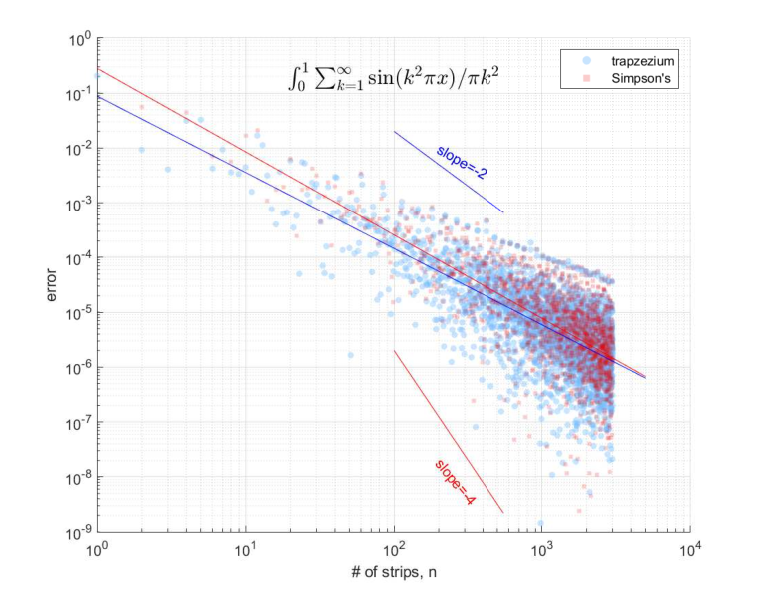 10⁰
∫₀¹ ∑ₖ₌₁^∞ sin(k²πx)/πk²
trapzezium
Simpson's
10⁻¹
10⁻²
slope=-2
10⁻³
10⁻⁴
error
10⁻⁵
10⁻⁶
10⁻⁷
slope=-4
10⁻⁸
10⁻⁹
10⁰ 10¹ 10² 10³ 10⁴
# of strips, n